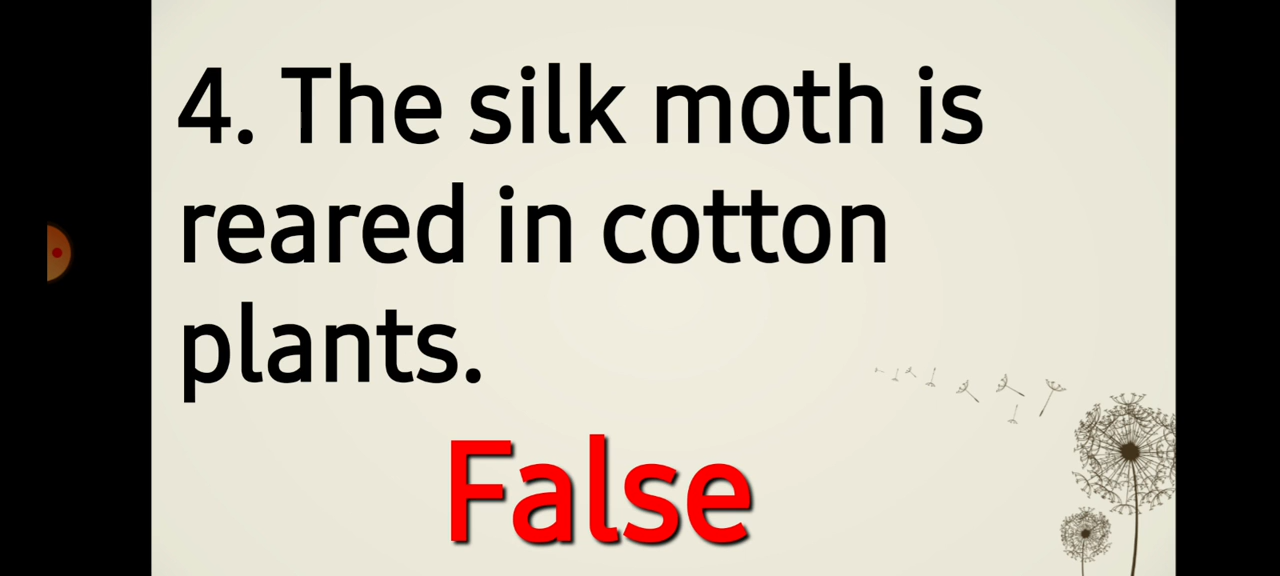 4. The silk moth is
reared in cotton
plants.
False